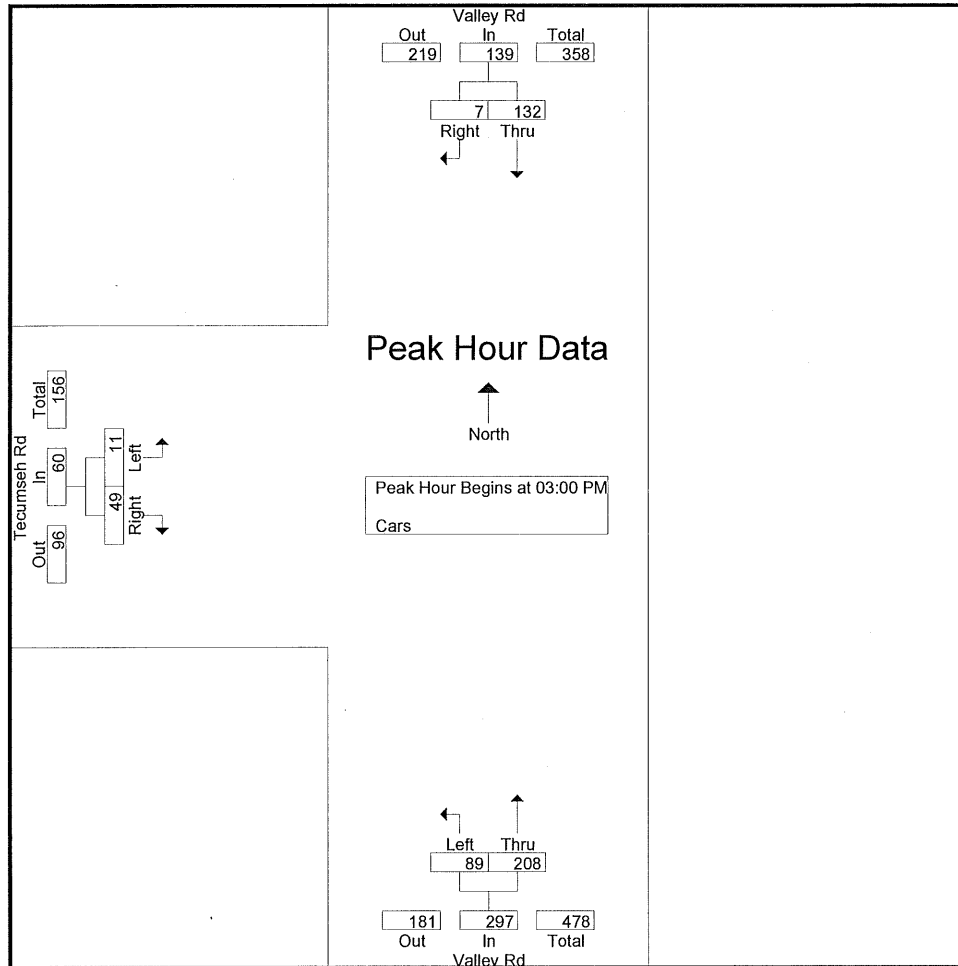 Valley Rd
Out In Total
219 139 358
7 132
Right Thru
Peak Hour Data
North
Peak Hour Begins at 03:00 PM
Cars
Tecumseh Rd
Out In Total
96 60 156
49 11
Right Left
Left Thru
89 208
181 297 478
Out In Total
Valley Rd